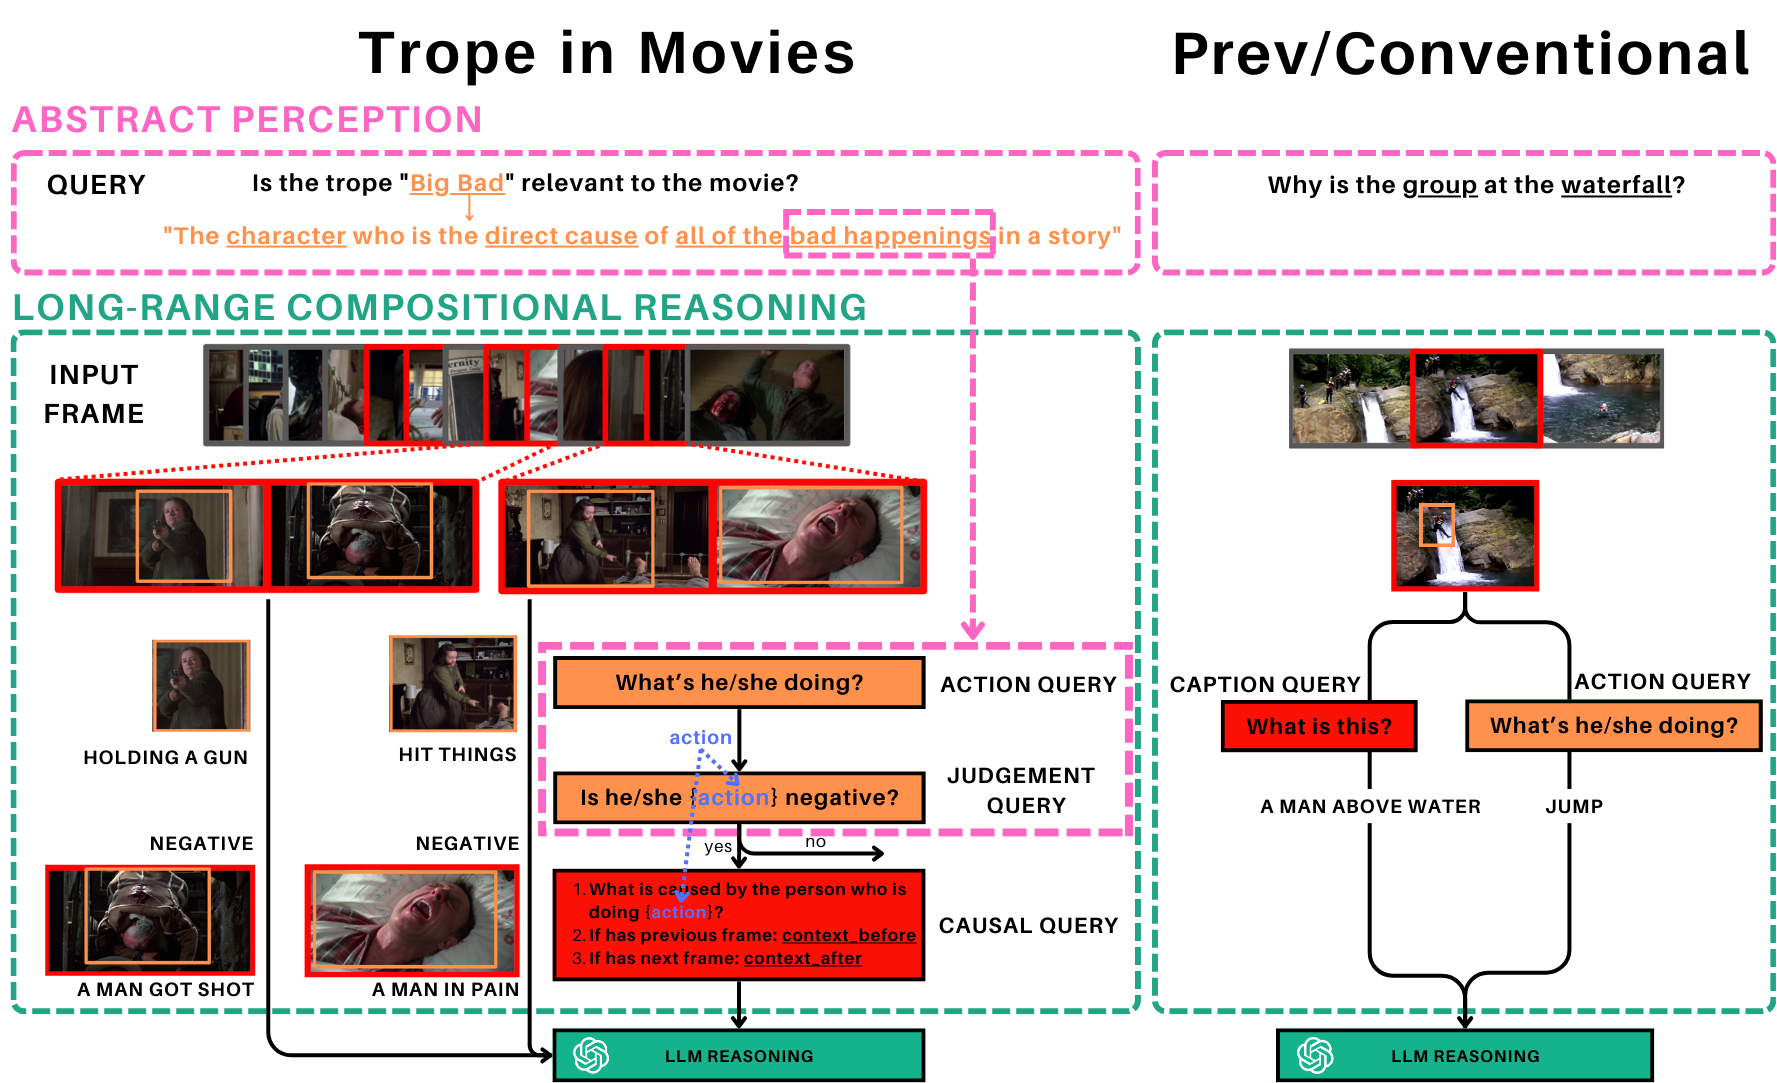 Trope in Movies
Prev/Conventional
ABSTRACT PERCEPTION
QUERY
Is the trope "Big Bad" relevant to the movie?
"The character who is the direct cause of all of the bad happenings in a story"
Why is the group at the waterfall?
LONG-RANGE COMPOSITIONAL REASONING
INPUT
FRAME
ernity
HOLDING A GUN
HIT THINGS
NEGATIVE
NEGATIVE
A MAN GOT SHOT
A MAN IN PAIN
What's he/she doing?
ACTION QUERY
action
Is he/she {action} negative?
JUDGEMENT
QUERY
yes
no
1. What is caused by the person who is
doing {action}?
2. If has previous frame: context_before
3. If has next frame: context_after
CAUSAL QUERY
LLM REASONING
CAPTION QUERY
What is this?
ACTION QUERY
What's he/she doing?
A MAN ABOVE WATER
JUMP
LLM REASONING